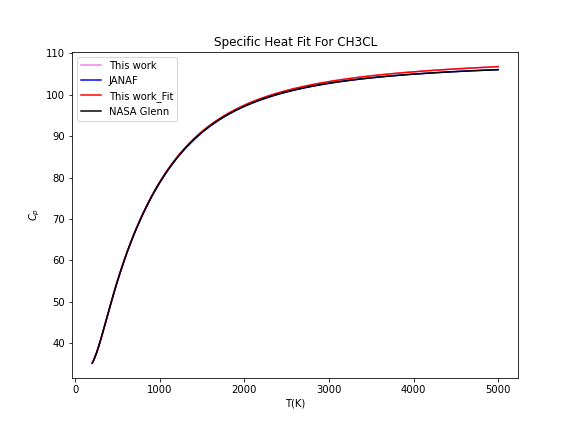 Specific Heat Fit For CH3CL
This work
JANAF
This work_Fit
NASA Glenn
110
100
90
80
70
60
50
40
C_p
0 1000 2000 3000 4000 5000
T(K)